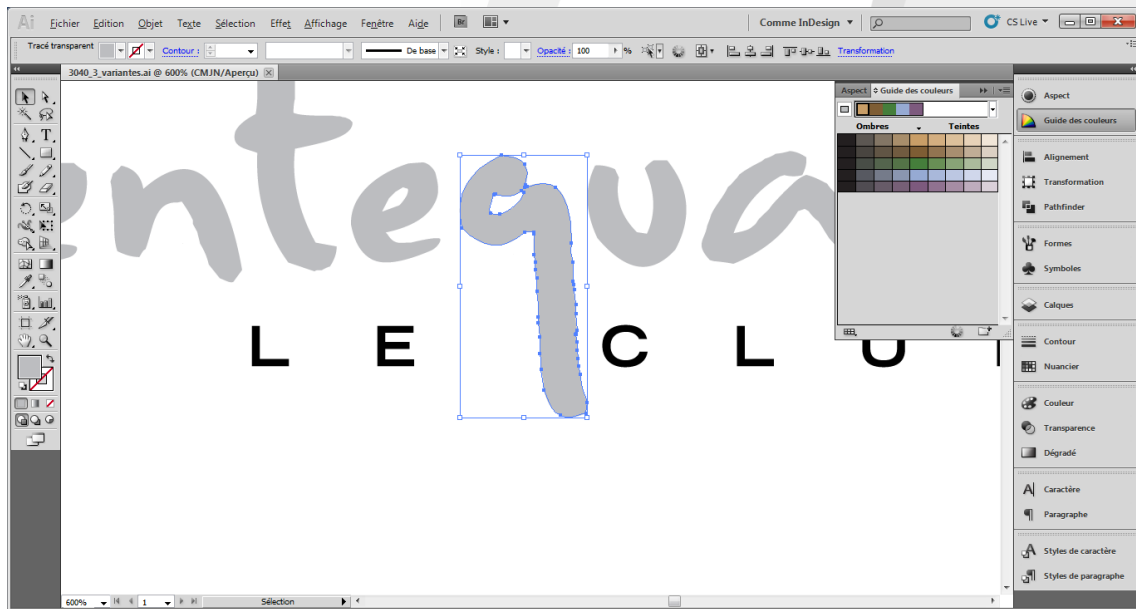 Ai Fichier Edition Objet Texte Sélection Effet Affichage Fenêtre Aide Br Comme InDesign CS Live
Tracé transparent Contour : De base Style : Opacité : 100 % Transformation
3040_3_variantes.ai @ 600% (CMJN/Aperçu)
Aspect Guide des couleurs
Ombres Teintes
enteqva
L E C L U
Aspect
Guide des couleurs
Alignement
Transformation
Pathfinder
Formes
Symboles
Calques
Contour
Nuancier
Couleur
Transparence
Dégradé
Caractère
Paragraphe
Styles de caractère
Styles de paragraphe
600% 1 Sélection